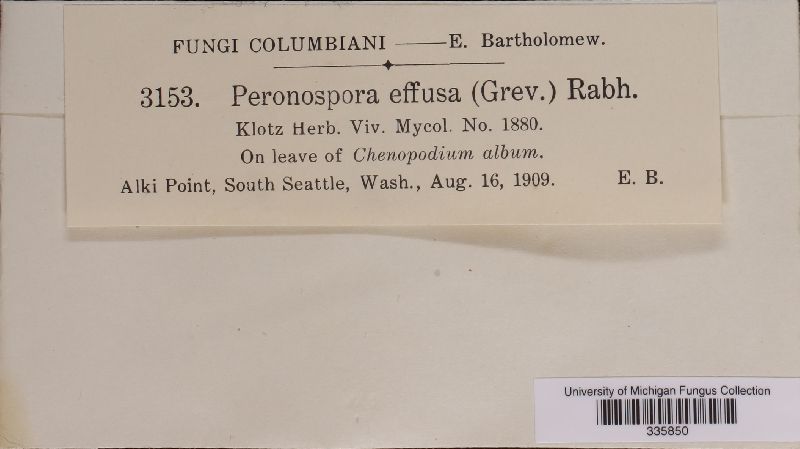 FUNGI COLUMBIANI —— E. Bartholomew.
3153. Peronospora effusa (Grev.) Rabh.
Klotz Herb. Viv. Mycol. No. 1880.
On leave of Chenopodium album.
Alki Point, South Seattle, Wash., Aug. 16, 1909. E. B.
University of Michigan Fungus Collection
335850